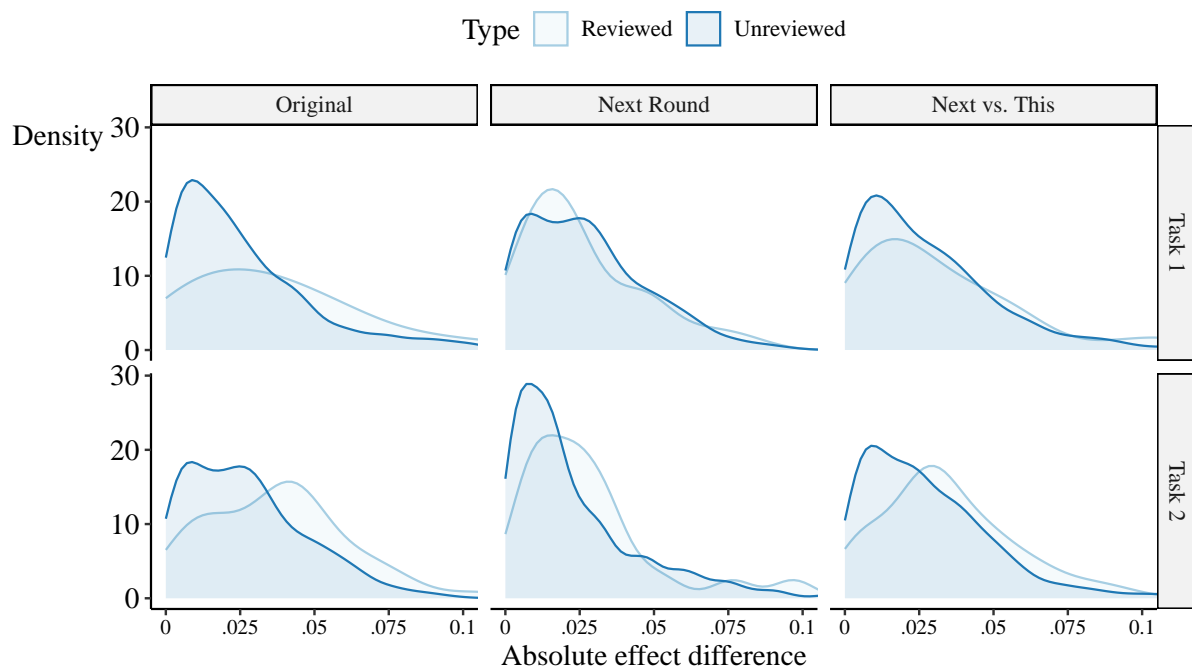 Type Reviewed Unreviewed
Original Next Round Next vs. This
Density
30
20
10
0
Task 1
30
20
10
0
Task 2
0 .025 .05 .075 0.1 0 .025 .05 .075 0.1 0 .025 .05 .075 0.1
Absolute effect difference